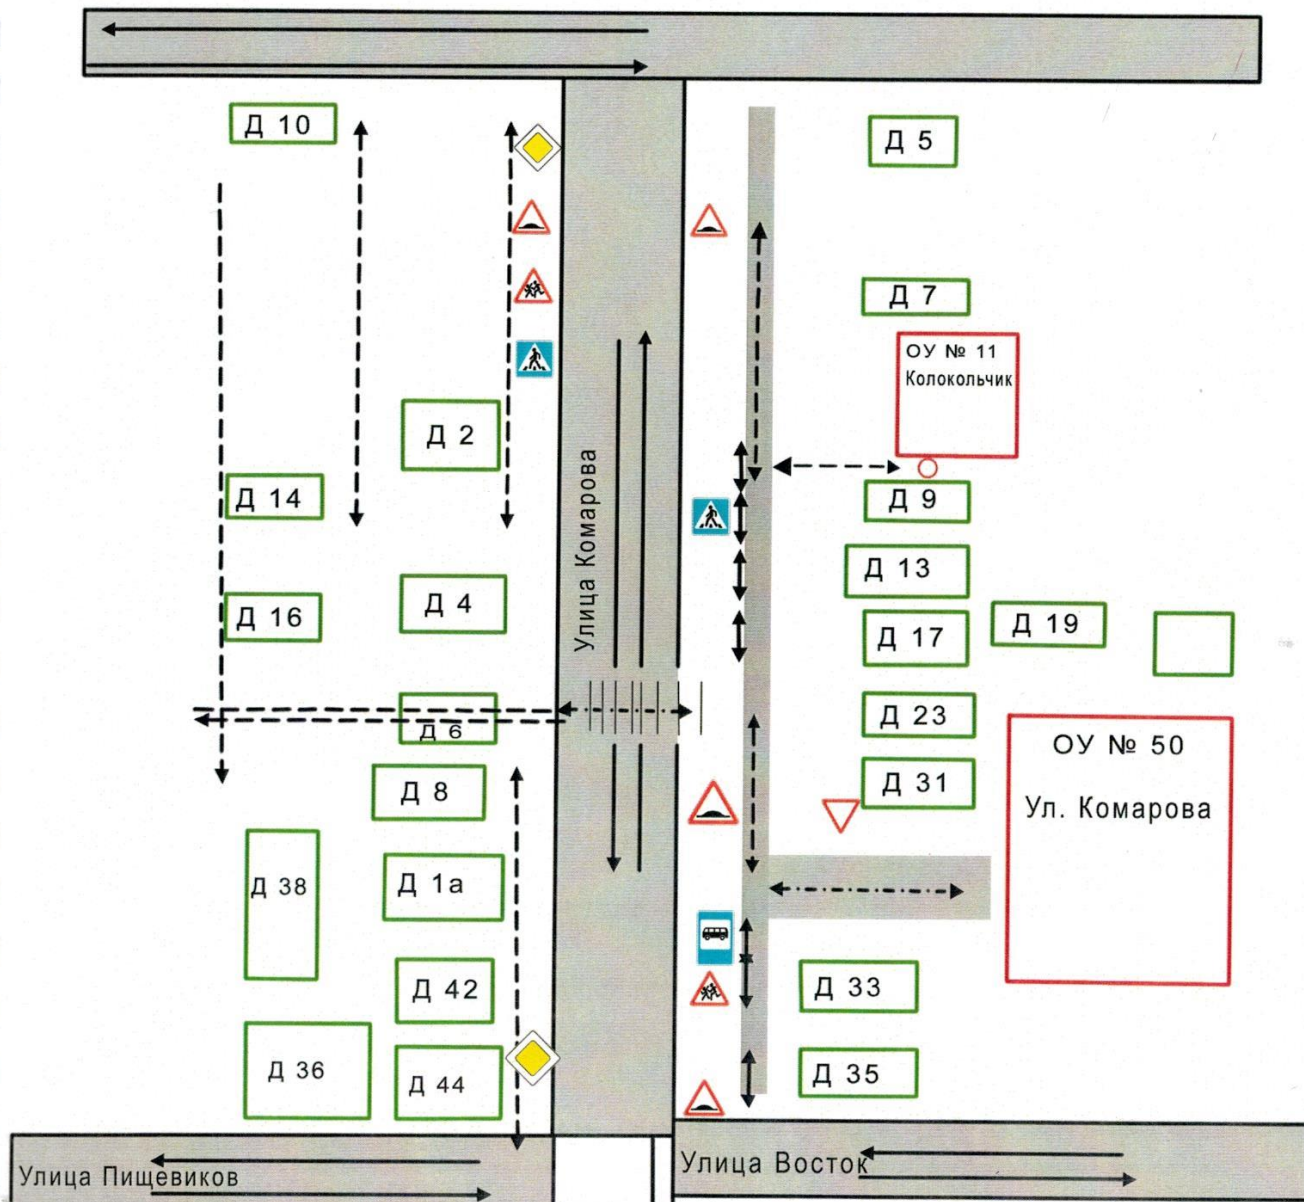 Д 10
Д 5
Д 7
ОУ № 11
Колокольчик
Д 2
Улица Комарова
Д 14
Д 9
Д 13
Д 4
Д 16
Д 17
Д 19
Д 6
Д 23
ОУ № 50
Ул. Комарова
Д 8
Д 31
Д 38
Д 1а
Д 42
Д 33
Д 36
Д 44
Д 35
Улица Пищевиков
Улица Восток